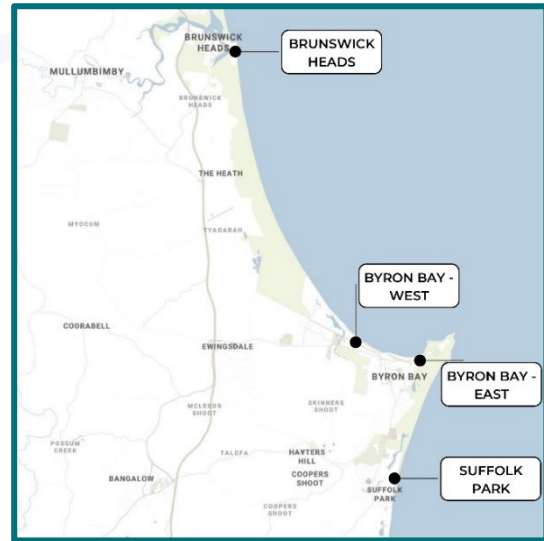 BRUNSWICK
HEADS
BRUNSWICK
HEADS
MULLUMBIMBY
BRUNSWICK
HEADS
THE HEATH
MYOCUM
TYAGARAH
BYRON BAY -
WEST
COORABELL
EWINGSDALE
BYRON BAY
BYRON BAY -
EAST
SKINNERS
SHOOT
MCLEODS
SHOOT
POSSUM
CREEK
TALOFA
HAYTERS
HILL
COOPERS
SHOOT
BANGALOW
SUFFOLK
PARK
SUFFOLK
PARK
COOPERS
SHOOT